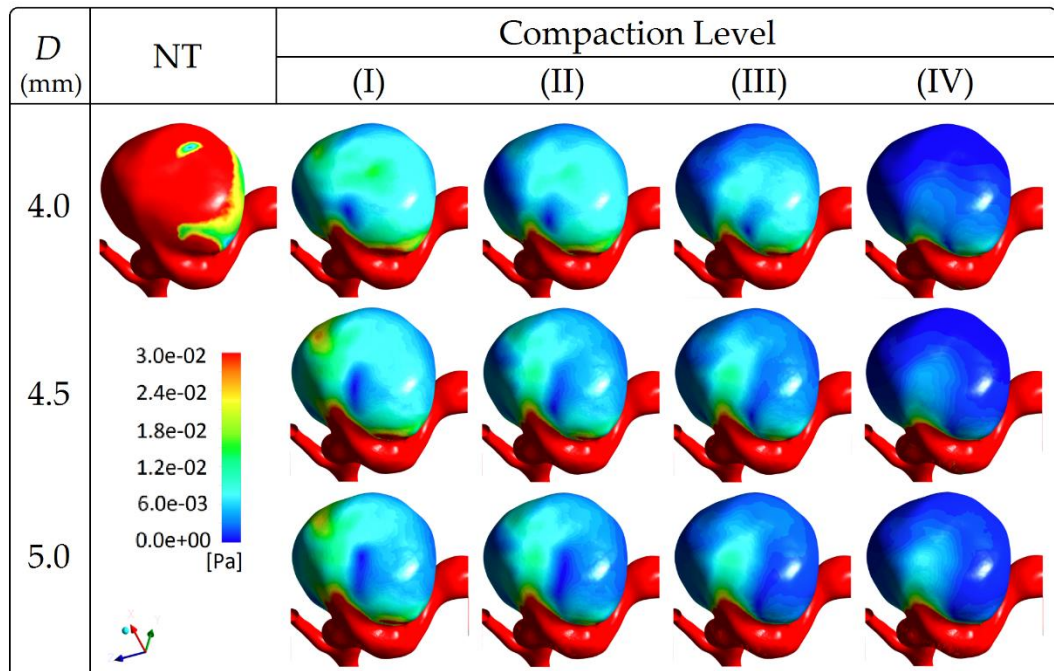 D
(mm)
NT
Compaction Level
(I) (II) (III) (IV)
4.0
3.0e-02
2.4e-02
1.8e-02
1.2e-02
6.0e-03
0.0e+00
[Pa]
4.5
5.0